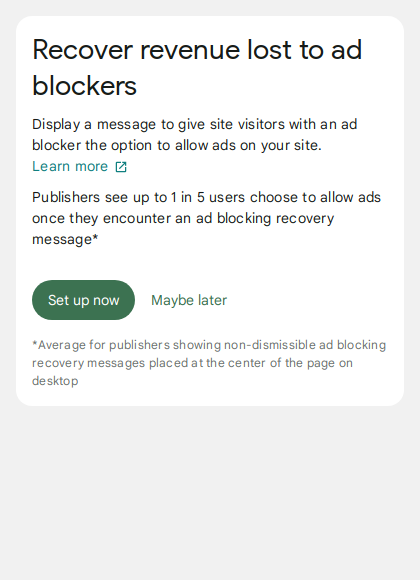 Recover revenue lost to ad
blockers
Display a message to give site visitors with an ad
blocker the option to allow ads on your site.
Learn more
Publishers see up to 1 in 5 users choose to allow ads
once they encounter an ad blocking recovery
message*
Set up now Maybe later
*Average for publishers showing non-dismissible ad blocking
recovery messages placed at the center of the page on
desktop